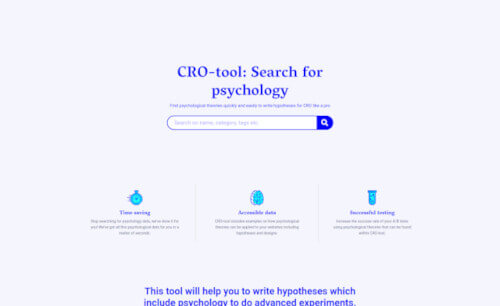 CRO-tool: Search for
psychology
Find psychological theories quickly and easily to write hypotheses for CRO like a pro
Search on name, category, tags etc.
Time saving
Accessible data
Successful testing
Stop searching for psychology data, we've done it for
you! We've got all the psychological data for you in a
matter of seconds.
CRO-tool includes examples on how psychological
theories can be applied to your websites including
hypotheses and designs.
Increase the success rate of your A/B tests
using psychological theories that can be found
within CRO-tool.
This tool will help you to write hypotheses which
include psychology to do advanced experiments.